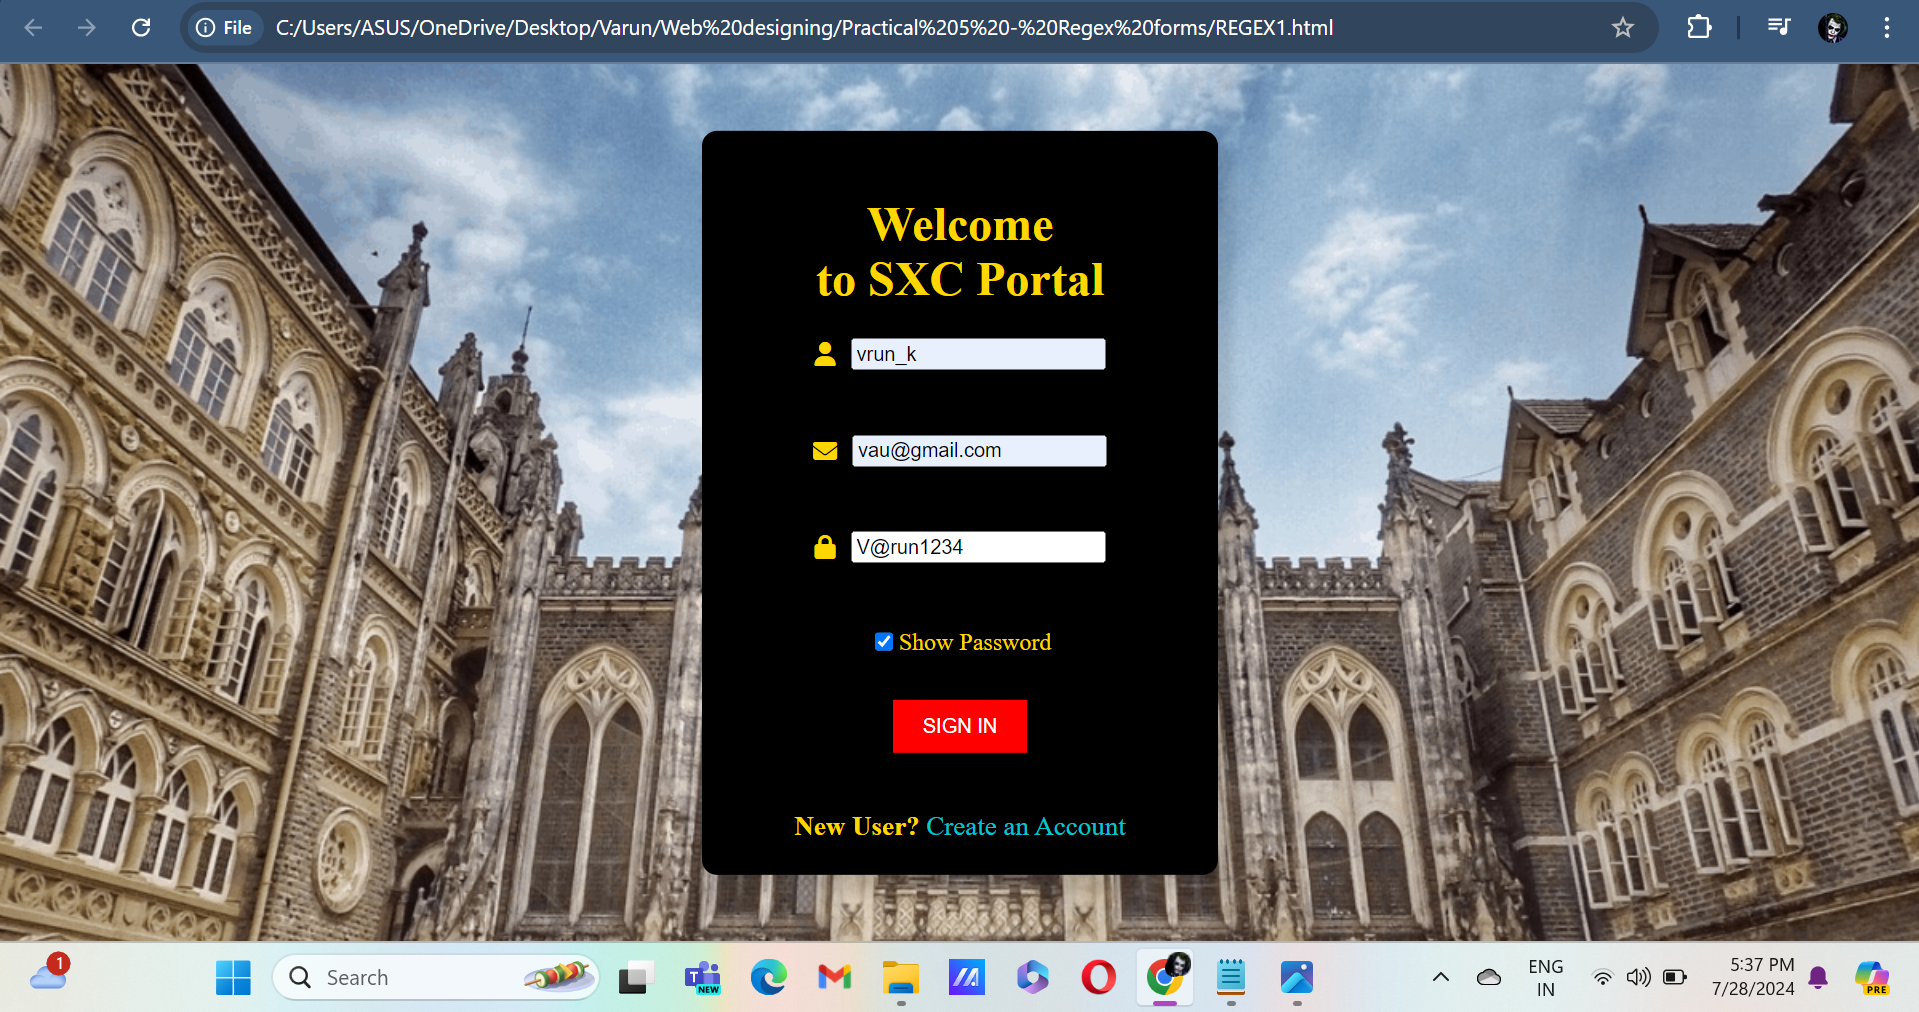 File C:/Users/ASUS/OneDrive/Desktop/Varun/Web%20designing/Practical%205%20-%20Regex%20forms/REGEX1.html
Welcome
to SXC Portal
vrun_k
vau@gmail.com
V@run1234
Show Password
SIGN IN
New User? Create an Account
1
Search
T
NEW
ENG
IN
5:37 PM
7/28/2024
PRE